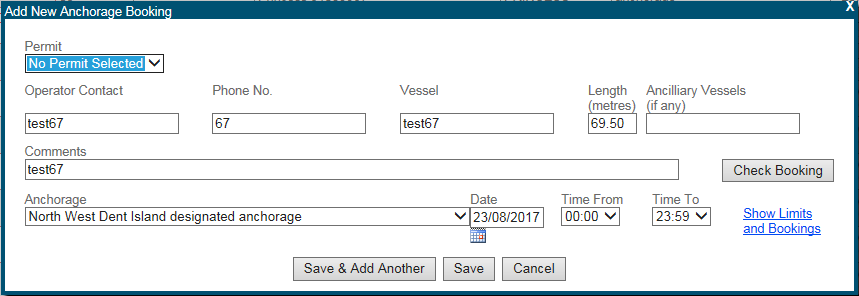 Add New Anchorage Booking X
Permit
No Permit Selected
Operator Contact Phone No. Vessel Length (metres) Ancilliary Vessels (if any)
test67 67 test67 69.50
Comments
test67 Check Booking
Anchorage Date Time From Time To
North West Dent Island designated anchorage 23/08/2017 00:00 23:59 Show Limits and Bookings
Save & Add Another Save Cancel